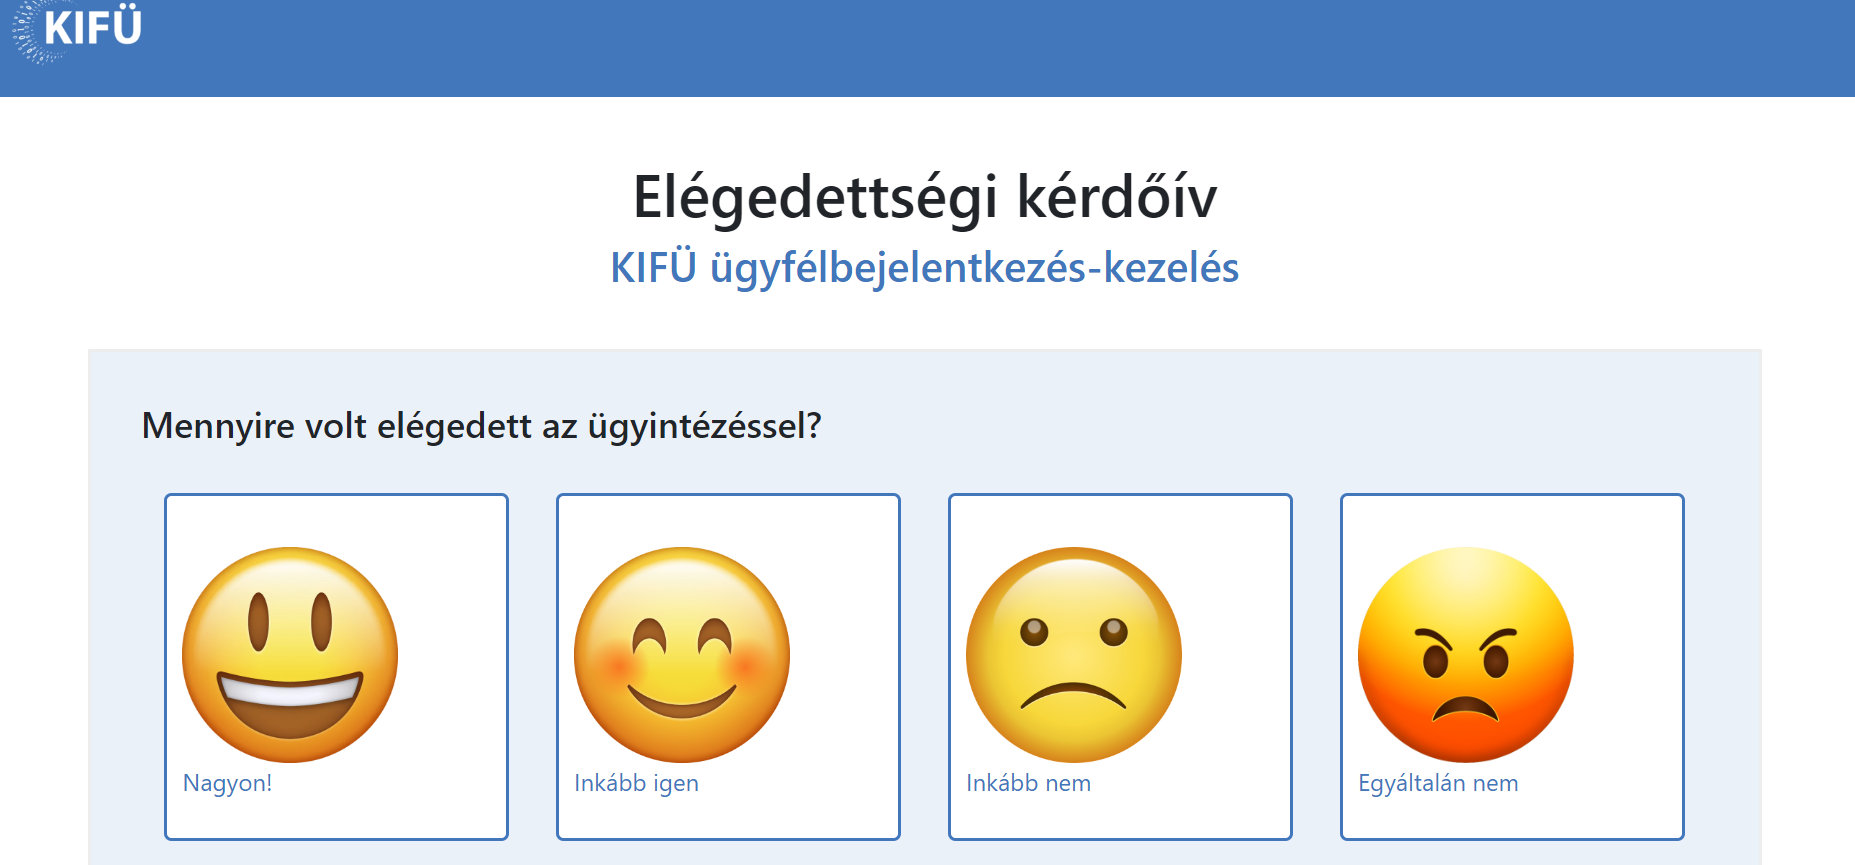 KIFÜ
Elégedettségi kérdőív
KIFÜ ügyfélbejelentkezés-kezelés
Mennyire volt elégedett az ügyintézéssel?
Nagyon!
Inkább igen
Inkább nem
Egyáltalán nem